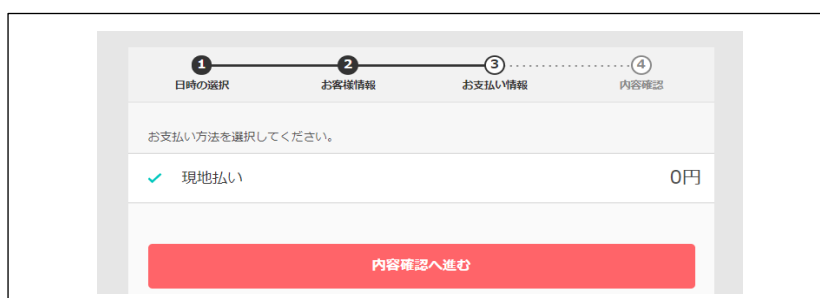 1 2 3 4
日時の選択 お客様情報 お支払い情報 内容確認
お支払い方法を選択してください。
現地払い 0円
内容確認へ進む